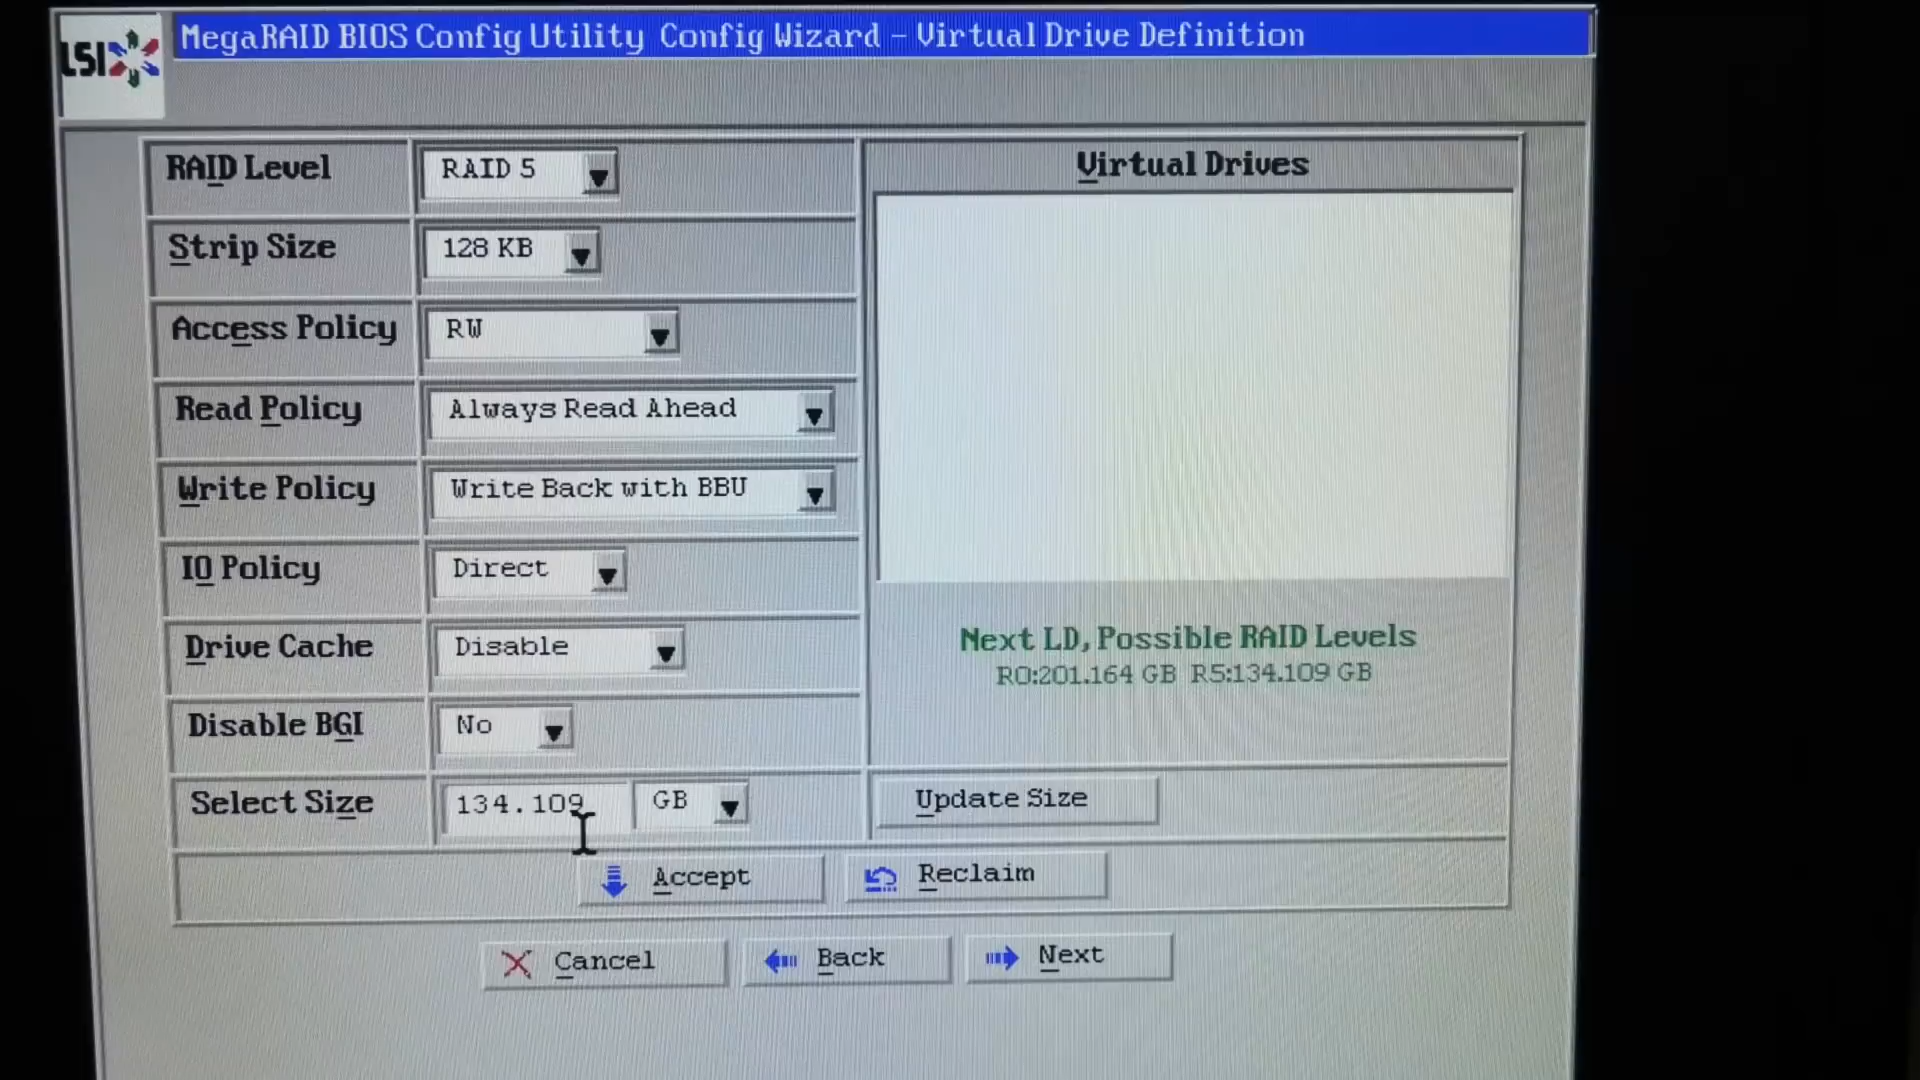 LSI
MegaRAID BIOS Config Utility Config Wizard - Virtual Drive Definition
RAID Level
RAID 5
Virtual Drives
Strip Size
128 KB
Access Policy
RW
Read Policy
Always Read Ahead
Write Policy
Write Back with BBU
IO Policy
Direct
Next LD, Possible RAID Levels
R0:201.164 GB R5:134.109 GB
Drive Cache
Disable
Disable BGI
No
Select Size
134.109
GB
Update Size
Accept
Reclaim
Cancel
Back
Next